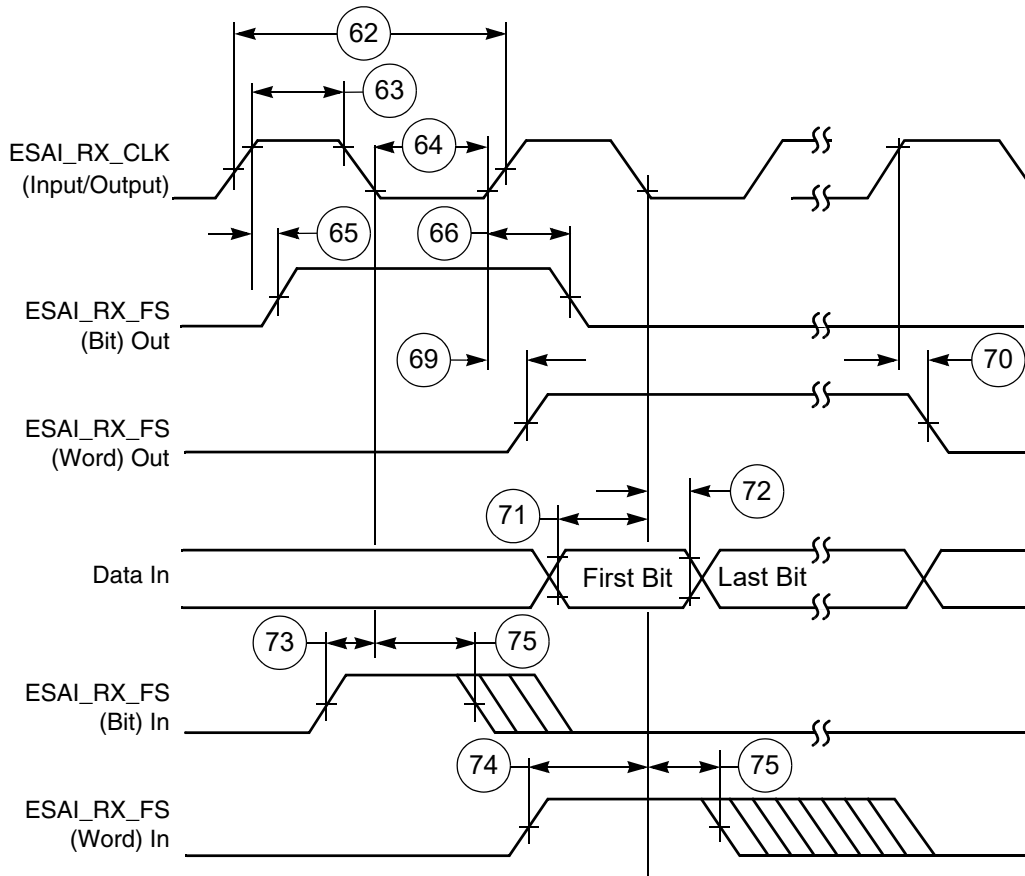 62
63
ESAI_RX_CLK
(Input/Output)
64
65
66
ESAI_RX_FS
(Bit) Out
69
70
ESAI_RX_FS
(Word) Out
71
72
Data In
First Bit
Last Bit
73
75
ESAI_RX_FS
(Bit) In
74
75
ESAI_RX_FS
(Word) In